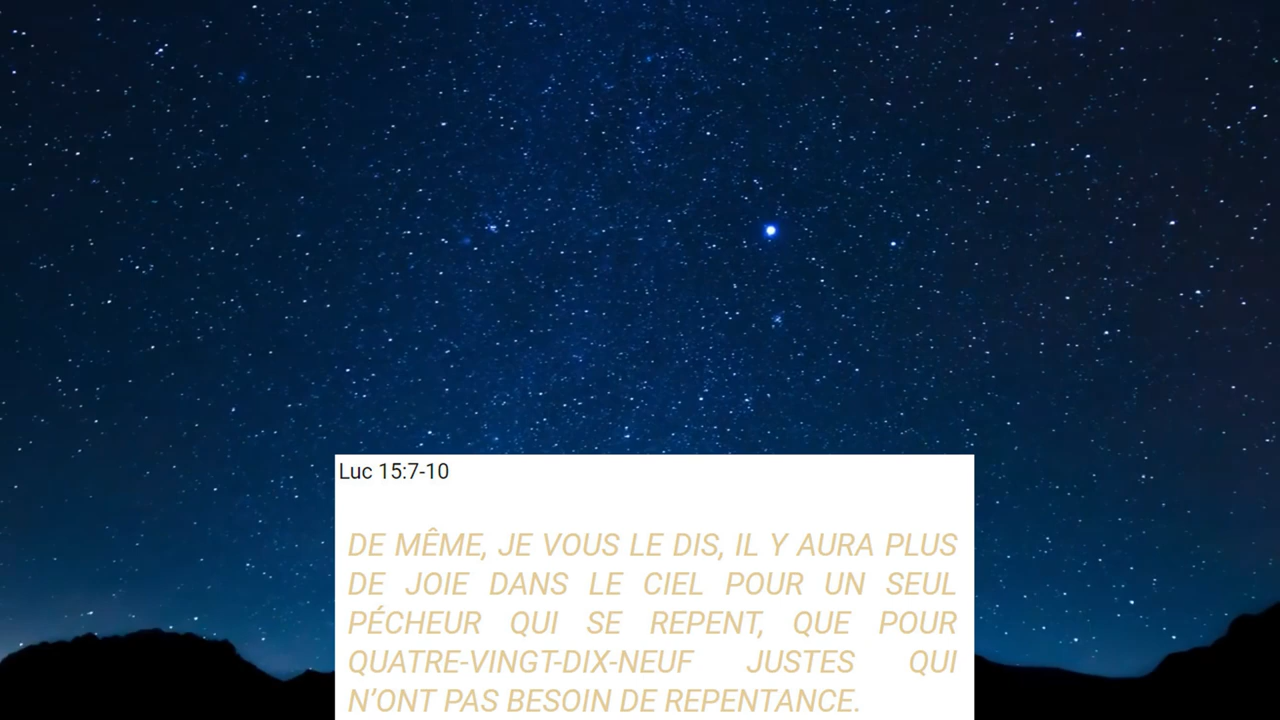 Luc 15:7-10
DE MÊME, JE VOUS LE DIS, IL Y AURA PLUS
DE JOIE DANS LE CIEL POUR UN SEUL
PÉCHEUR QUI SE REPENT, QUE POUR
QUATRE-VINGT-DIX-NEUF JUSTES QUI
N’ONT PAS BESOIN DE REPENTANCE.